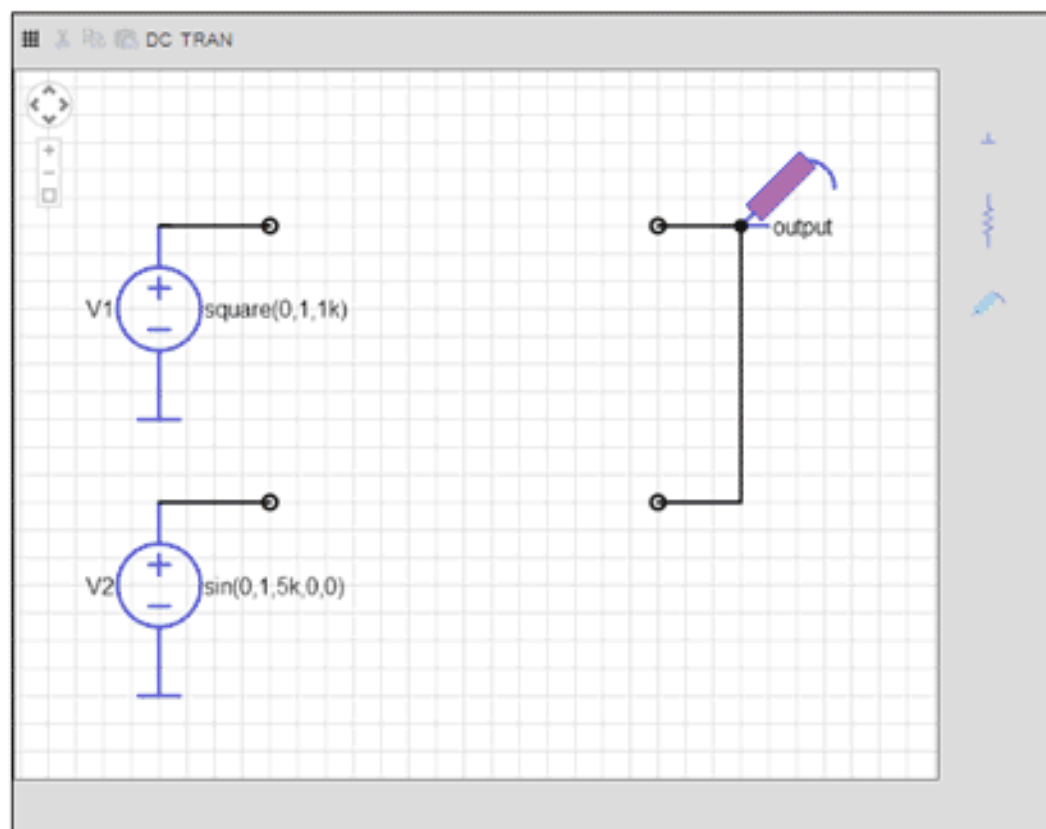 DC TRAN
output
V1 square(0,1,1k)
V2 sin(0,1,5k,0,0)